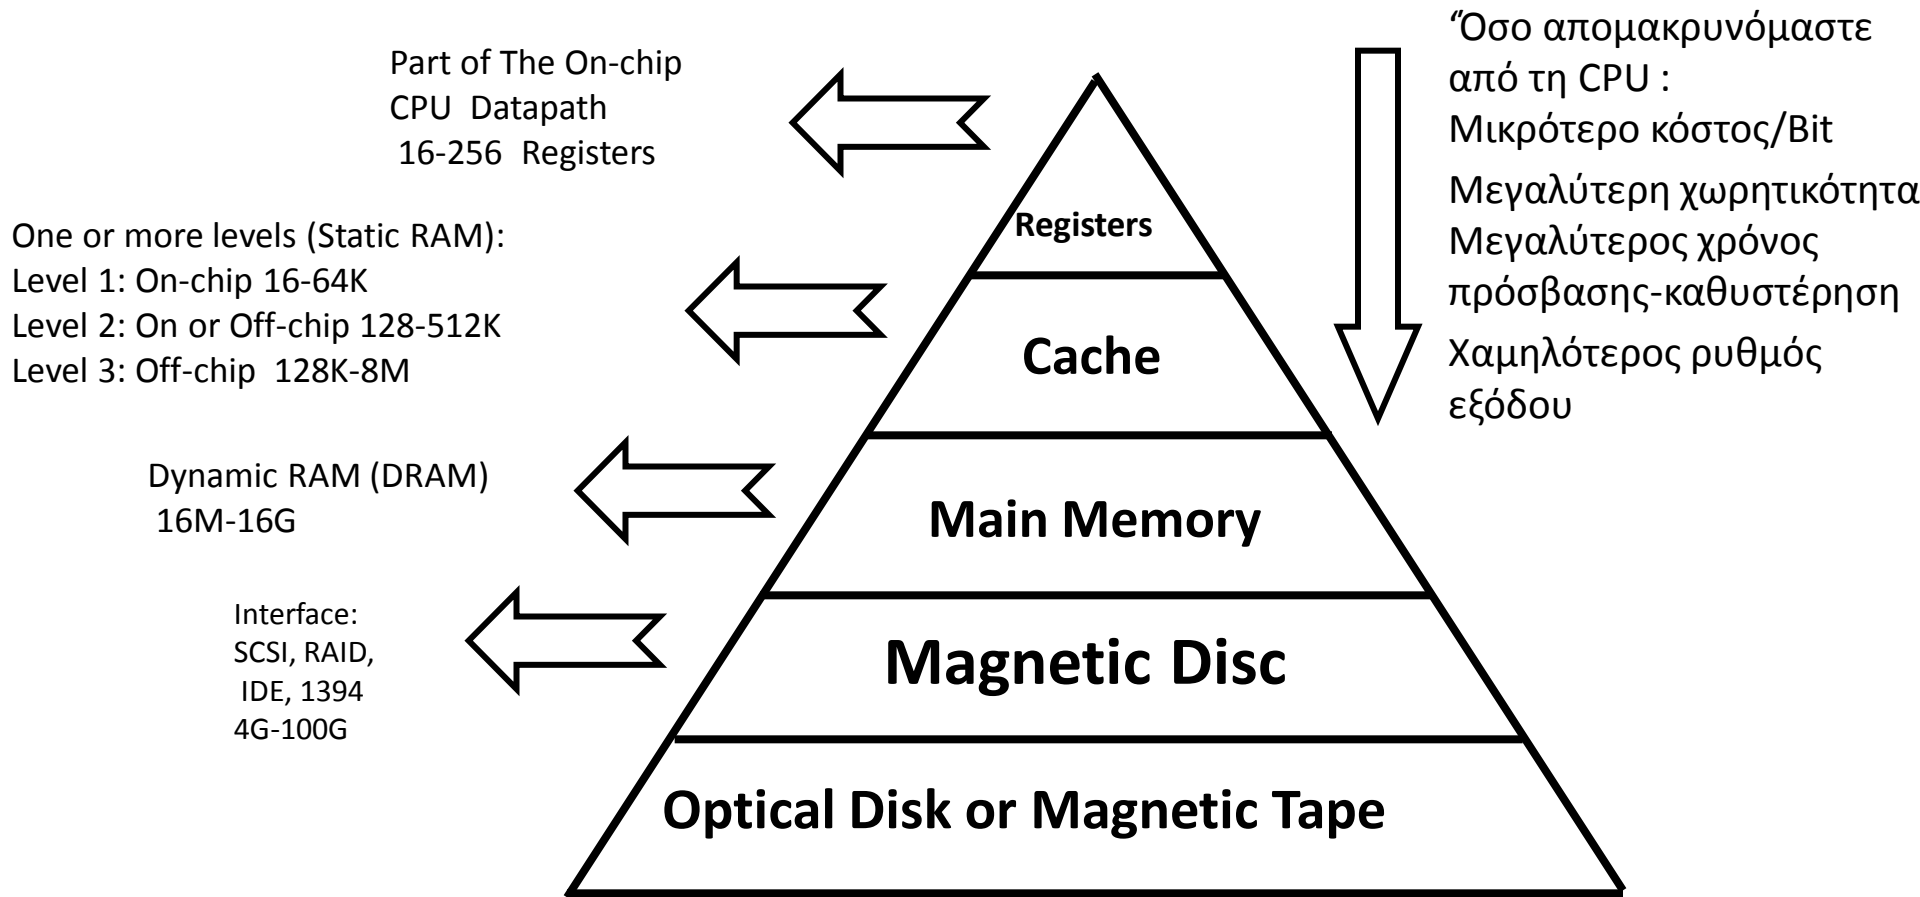 Part of The On-chip
CPU Datapath
16-256 Registers
One or more levels (Static RAM):
Level 1: On-chip 16-64K
Level 2: On or Off-chip 128-512K
Level 3: Off-chip 128K-8M
Dynamic RAM (DRAM)
16M-16G
Interface:
SCSI, RAID,
IDE, 1394
4G-100G
Registers
Cache
Main Memory
Magnetic Disc
Optical Disk or Magnetic Tape
‘Όσο απομακρυνόμαστε
από τη CPU :
Μικρότερο κόστος/Bit
Μεγαλύτερη χωρητικότητα
Μεγαλύτερος χρόνος
πρόσβασης-καθυστέρηση
Χαμηλότερος ρυθμός
εξόδου